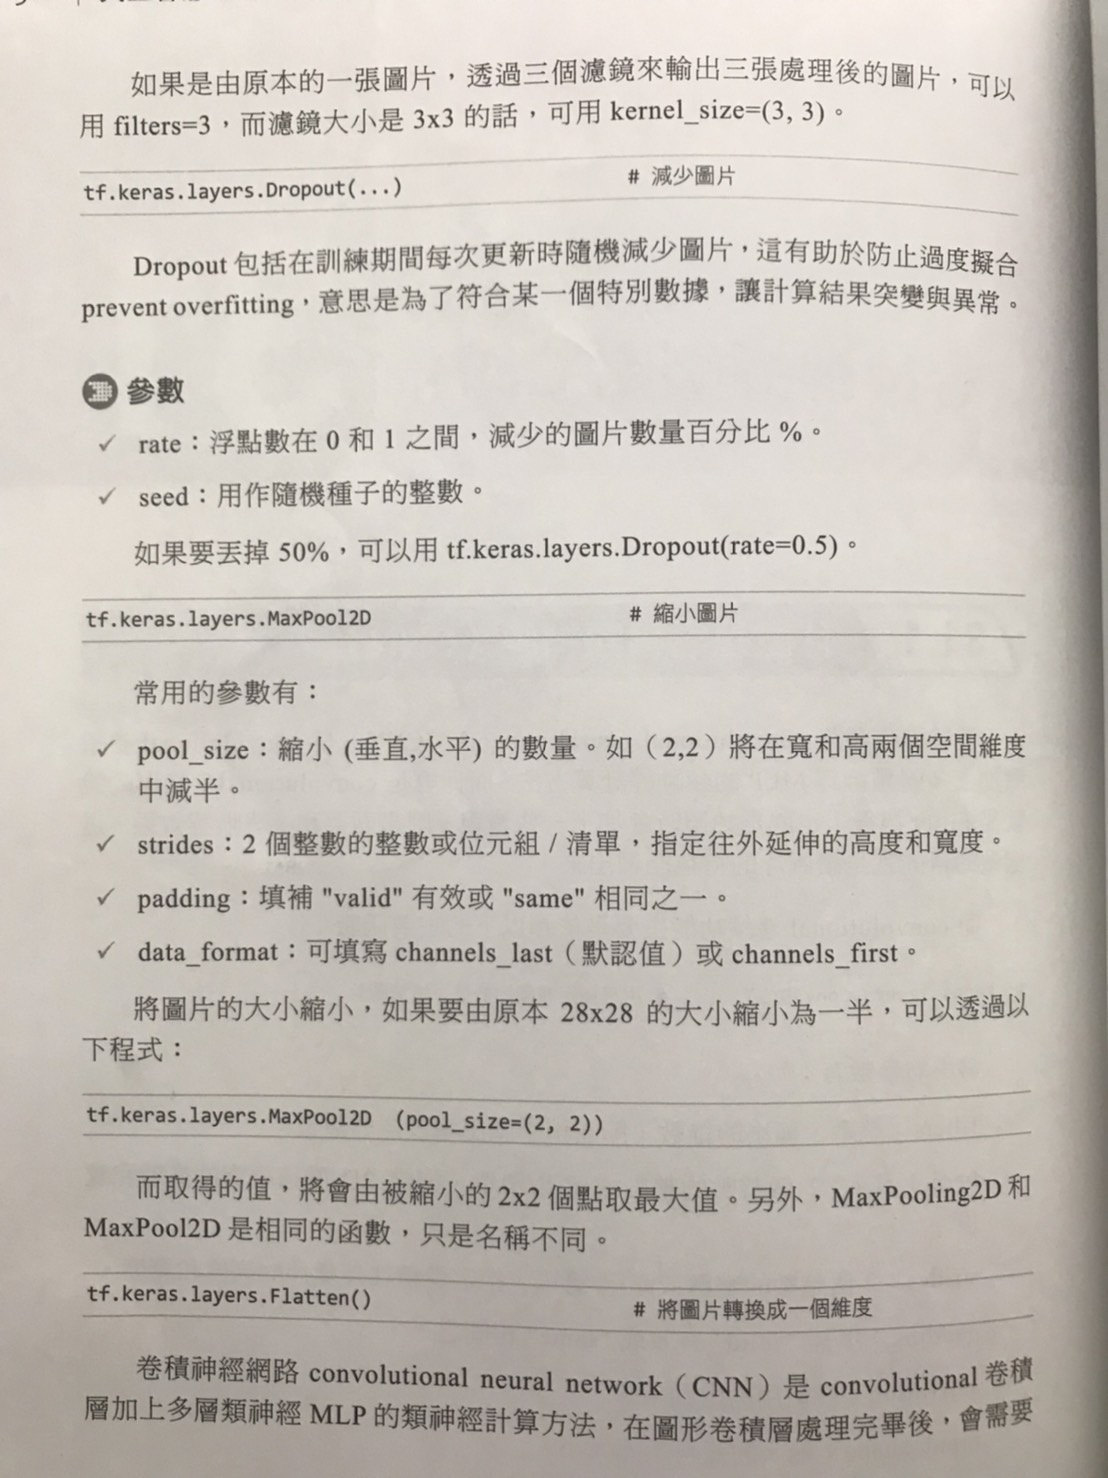 如果是由原本的一張圖片，透過三個濾鏡來輸出三張處理後的圖片，可以
用 filters=3，而濾鏡大小是 3x3 的話，可用 kernel_size=(3, 3)。
tf.keras.layers.Dropout(...) # 減少圖片
Dropout 包括在訓練期間每次更新時隨機減少圖片，這有助於防止過度擬合
prevent overfitting，意思是為了符合某一個特別數據，讓計算結果突變與異常。
參數
✓ rate：浮點數在 0 和 1 之間，減少的圖片數量百分比 %。
✓ seed：用作隨機種子的整數。
如果要丟掉 50%，可以用 tf.keras.layers.Dropout(rate=0.5)。
tf.keras.layers.MaxPool2D # 縮小圖片
常用的參數有：
✓ pool_size：縮小 (垂直,水平) 的數量。如（2,2）將在寬和高兩個空間維度
中減半。
✓ strides：2 個整數的整數或位元組 / 清單，指定往外延伸的高度和寬度。
✓ padding：填補 "valid" 有效或 "same" 相同之一。
✓ data_format：可填寫 channels_last（默認值）或 channels_first。
將圖片的大小縮小，如果要由原本 28x28 的大小縮小為一半，可以透過以
下程式：
tf.keras.layers.MaxPool2D (pool_size=(2, 2))
而取得的值，將會由被縮小的 2x2 個點取最大值。另外，MaxPooling2D 和
MaxPool2D 是相同的函數，只是名稱不同。
tf.keras.layers.Flatten() # 將圖片轉換成一個維度
卷積神經網路 convolutional neural network（CNN）是 convolutional 卷積
層加上多層類神經 MLP 的類神經計算方法，在圖形卷積層處理完畢後，會需要